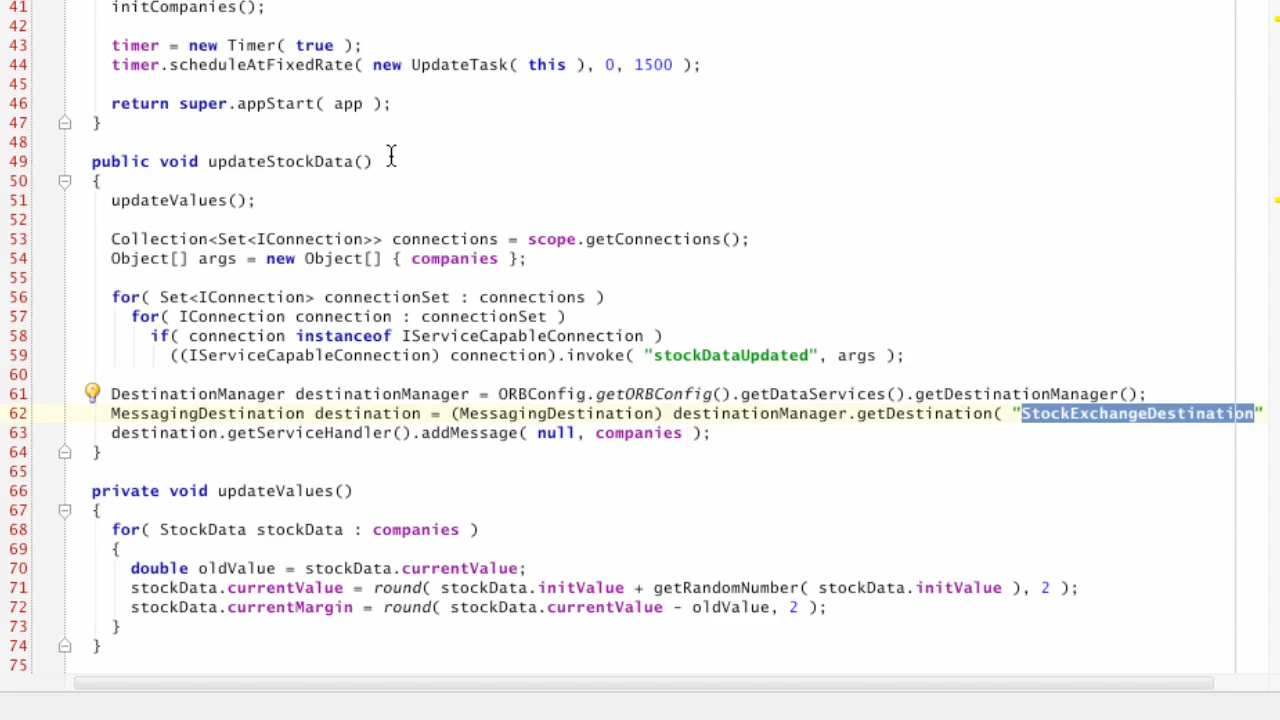 41 initCompanies();
42
43 timer = new Timer( true );
44 timer.scheduleAtFixedRate( new UpdateTask( this ), 0, 1500 );
45
46 return super.appStart( app );
47 }
48
49 public void updateStockData()
50 {
51 updateValues();
52
53 Collection<Set<IConnection>> connections = scope.getConnections();
54 Object[] args = new Object[] { companies };
55
56 for( Set<IConnection> connectionSet : connections )
57 for( IConnection connection : connectionSet )
58 if( connection instanceof IServiceCapableConnection )
59 ((IServiceCapableConnection) connection).invoke( "stockDataUpdated", args );
60
61 DestinationManager destinationManager = ORBConfig.getORBConfig().getDataServices().getDestinationManager();
62 MessagingDestination destination = (MessagingDestination) destinationManager.getDestination( "StockExchangeDestination"
63 destination.getServiceHandler().addMessage( null, companies );
64 }
65
66 private void updateValues()
67 {
68 for( StockData stockData : companies )
69 {
70 double oldValue = stockData.currentValue;
71 stockData.currentValue = round( stockData.initValue + getRandomNumber( stockData.initValue ), 2 );
72 stockData.currentMargin = round( stockData.currentValue - oldValue, 2 );
73 }
74 }
75